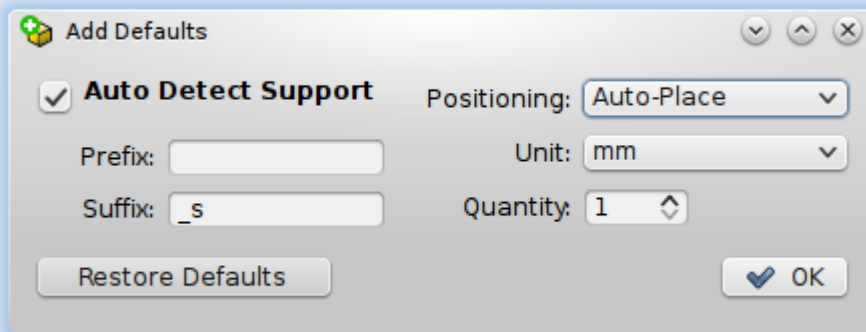 Add Defaults
Auto Detect Support
Positioning: Auto-Place
Prefix:
Unit: mm
Suffix: _s
Quantity: 1
Restore Defaults
OK